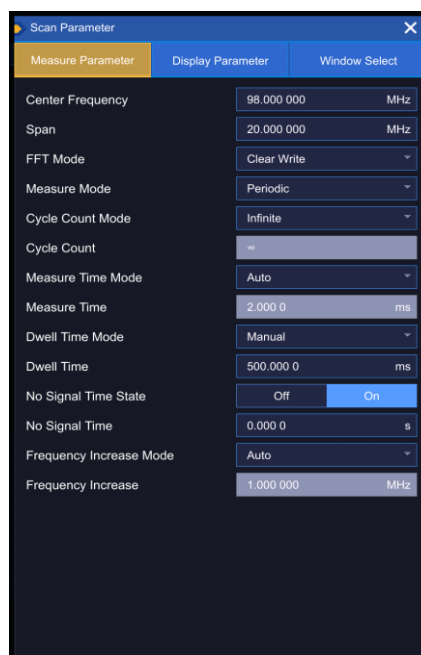 Scan Parameter
Measure Parameter Display Parameter Window Select
Center Frequency 98.000 000 MHz
Span 20.000 000 MHz
FFT Mode Clear Write
Measure Mode Periodic
Cycle Count Mode Infinite
Cycle Count ∞
Measure Time Mode Auto
Measure Time 2.000 0 ms
Dwell Time Mode Manual
Dwell Time 500.000 0 ms
No Signal Time State Off On
No Signal Time 0.000 0 s
Frequency Increase Mode Auto
Frequency Increase 1.000 000 MHz